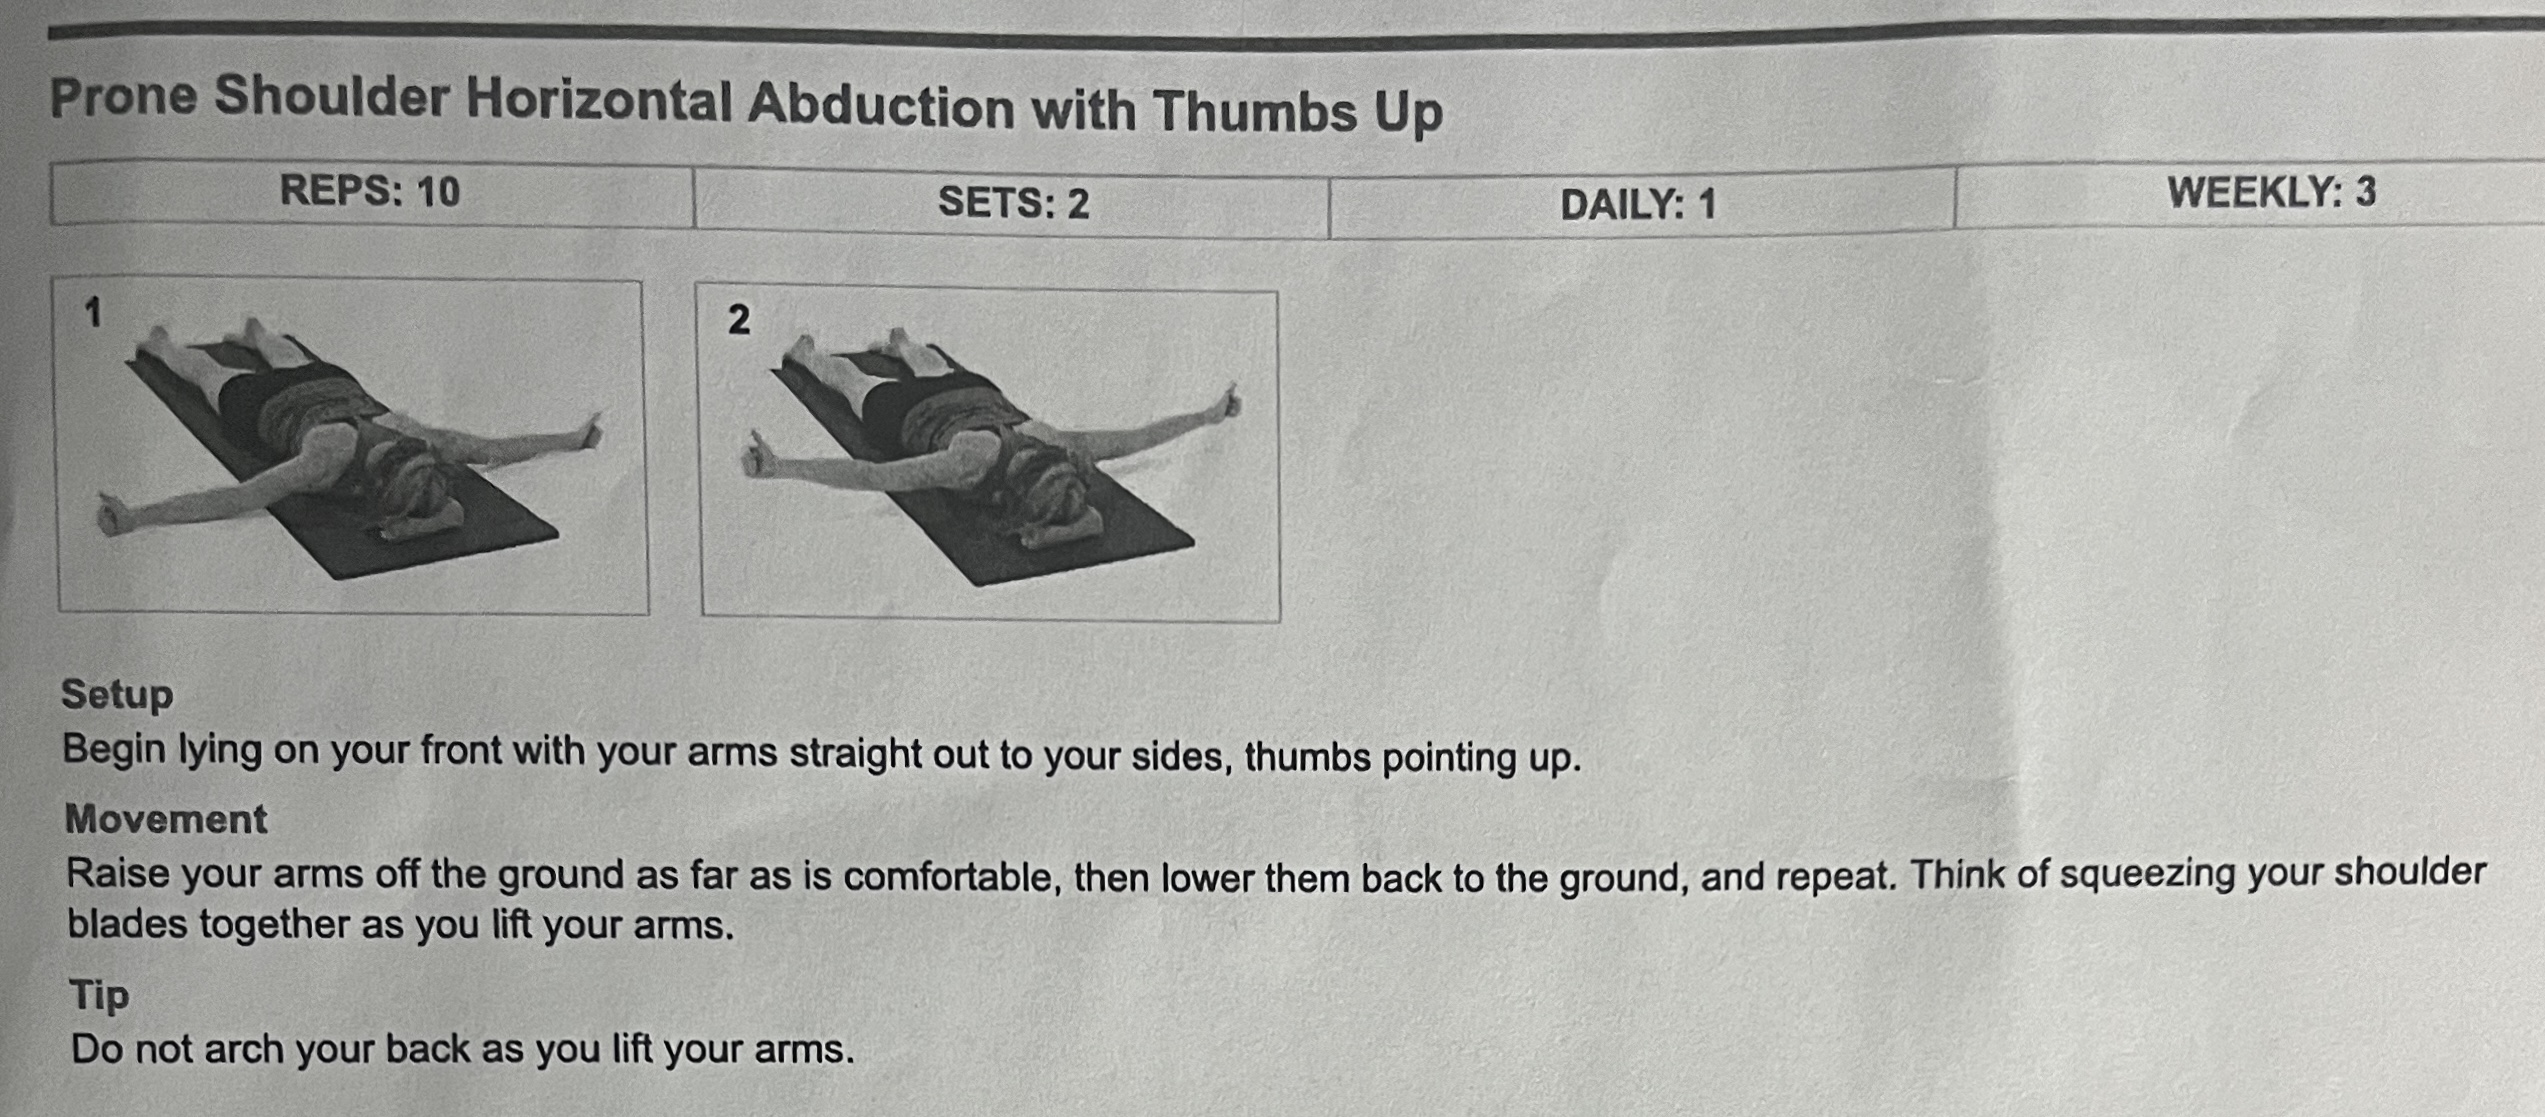 Prone Shoulder Horizontal Abduction with Thumbs Up
REPS: 10 SETS: 2 DAILY: 1 WEEKLY: 3
1 2
Setup
Begin lying on your front with your arms straight out to your sides, thumbs pointing up.
Movement
Raise your arms off the ground as far as is comfortable, then lower them back to the ground, and repeat. Think of squeezing your shoulder
blades together as you lift your arms.
Tip
Do not arch your back as you lift your arms.